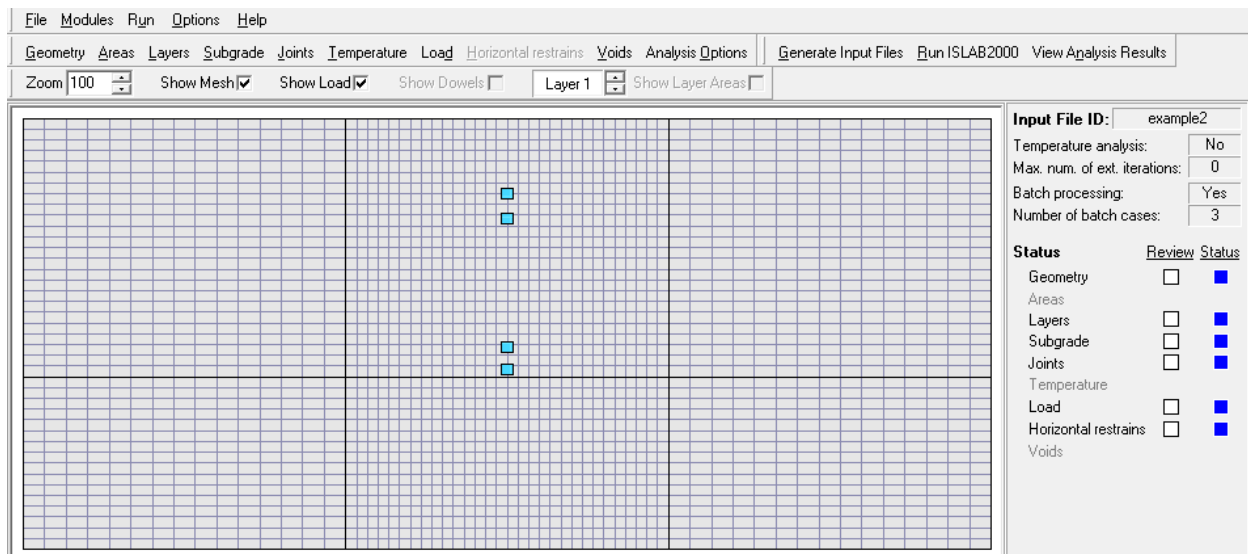 File Modules Run Options Help
Geometry Areas Layers Subgrade Joints Temperature Load Horizontal restrains Voids Analysis Options Generate Input Files Run ISLAB2000 View Analysis Results
Zoom 100 Show Mesh Show Load Show Dowels Layer 1 Show Layer Areas
Input File ID: example2
Temperature analysis: No
Max. num. of ext. iterations: 0
Batch processing: Yes
Number of batch cases: 3
Status Review Status
Geometry
Areas
Layers
Subgrade
Joints
Temperature
Load
Horizontal restrains
Voids